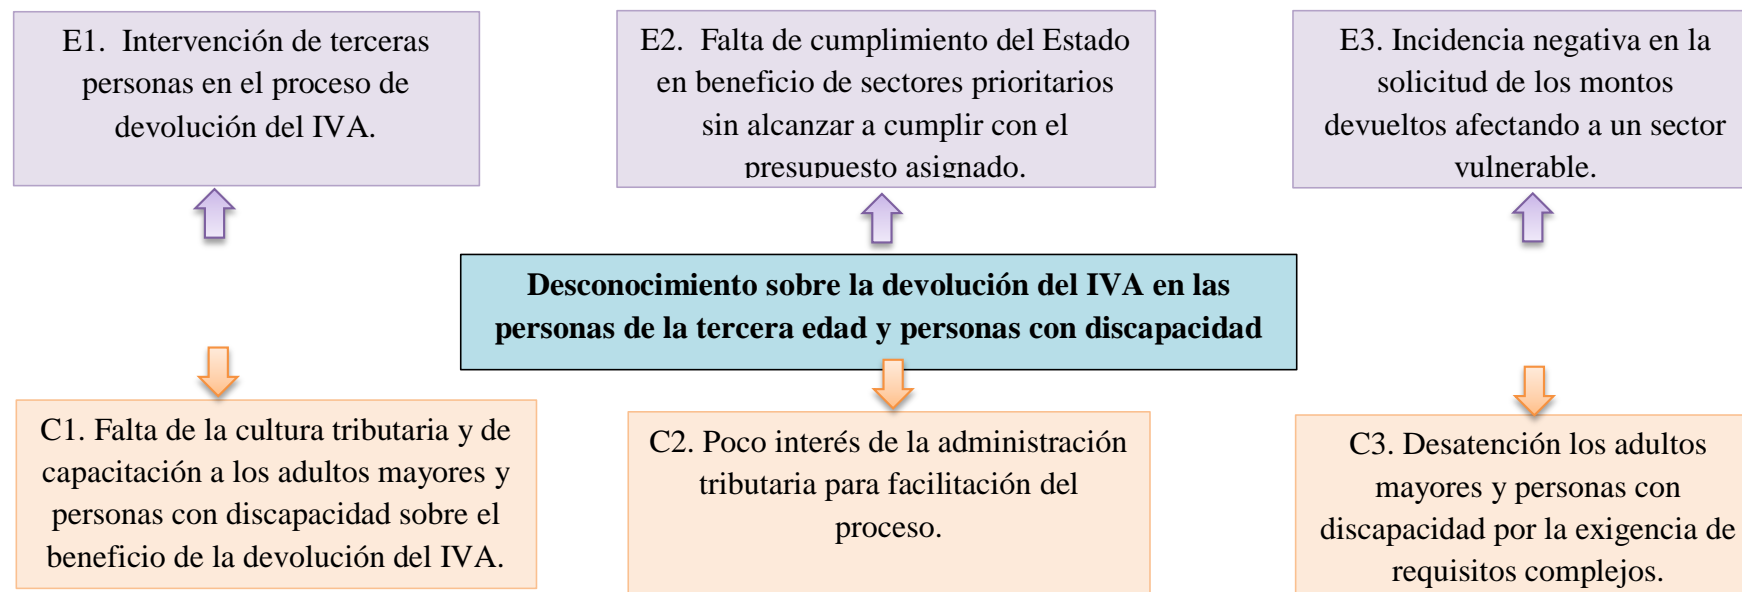 E1. Intervención de terceras
personas en el proceso de
devolución del IVA.
E2. Falta de cumplimiento del Estado
en beneficio de sectores prioritarios
sin alcanzar a cumplir con el
presupuesto asignado.
E3. Incidencia negativa en la
solicitud de los montos
devueltos afectando a un sector
vulnerable.
Desconocimiento sobre la devolución del IVA en las
personas de la tercera edad y personas con discapacidad
C1. Falta de la cultura tributaria y de
capacitación a los adultos mayores y
personas con discapacidad sobre el
beneficio de la devolución del IVA.
C2. Poco interés de la administración
tributaria para facilitación del
proceso.
C3. Desatención los adultos
mayores y personas con
discapacidad por la exigencia de
requisitos complejos.